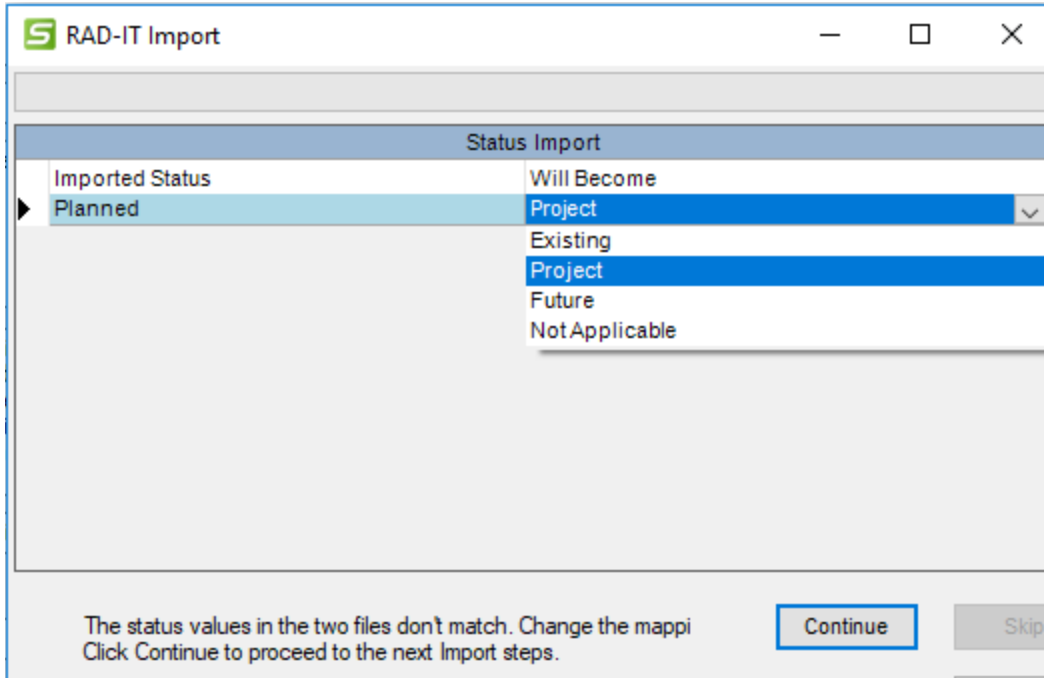 RAD-IT Import
Status Import
Imported Status Will Become
Planned Project
Existing
Project
Future
Not Applicable
The status values in the two files don't match. Change the mappi
Click Continue to proceed to the next Import steps.
Continue
Skip